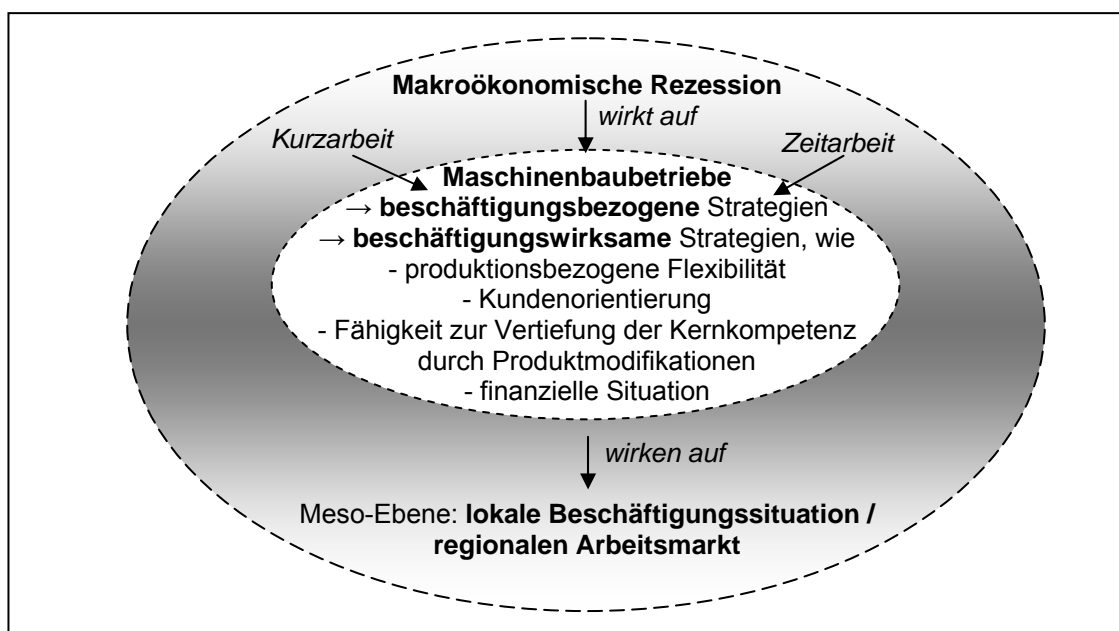 Makroökonomische Rezession
wirkt auf
Kurzarbeit
Zeitarbeit
Maschinenbaubetriebe
→ beschäftigungsbezogene Strategien
→ beschäftigungswirksame Strategien, wie
- produktionsbezogene Flexibilität
- Kundenorientierung
- Fähigkeit zur Vertiefung der Kernkompetenz
durch Produktmodifikationen
- finanzielle Situation
wirken auf
Meso-Ebene: lokale Beschäftigungssituation /
regionalen Arbeitsmarkt